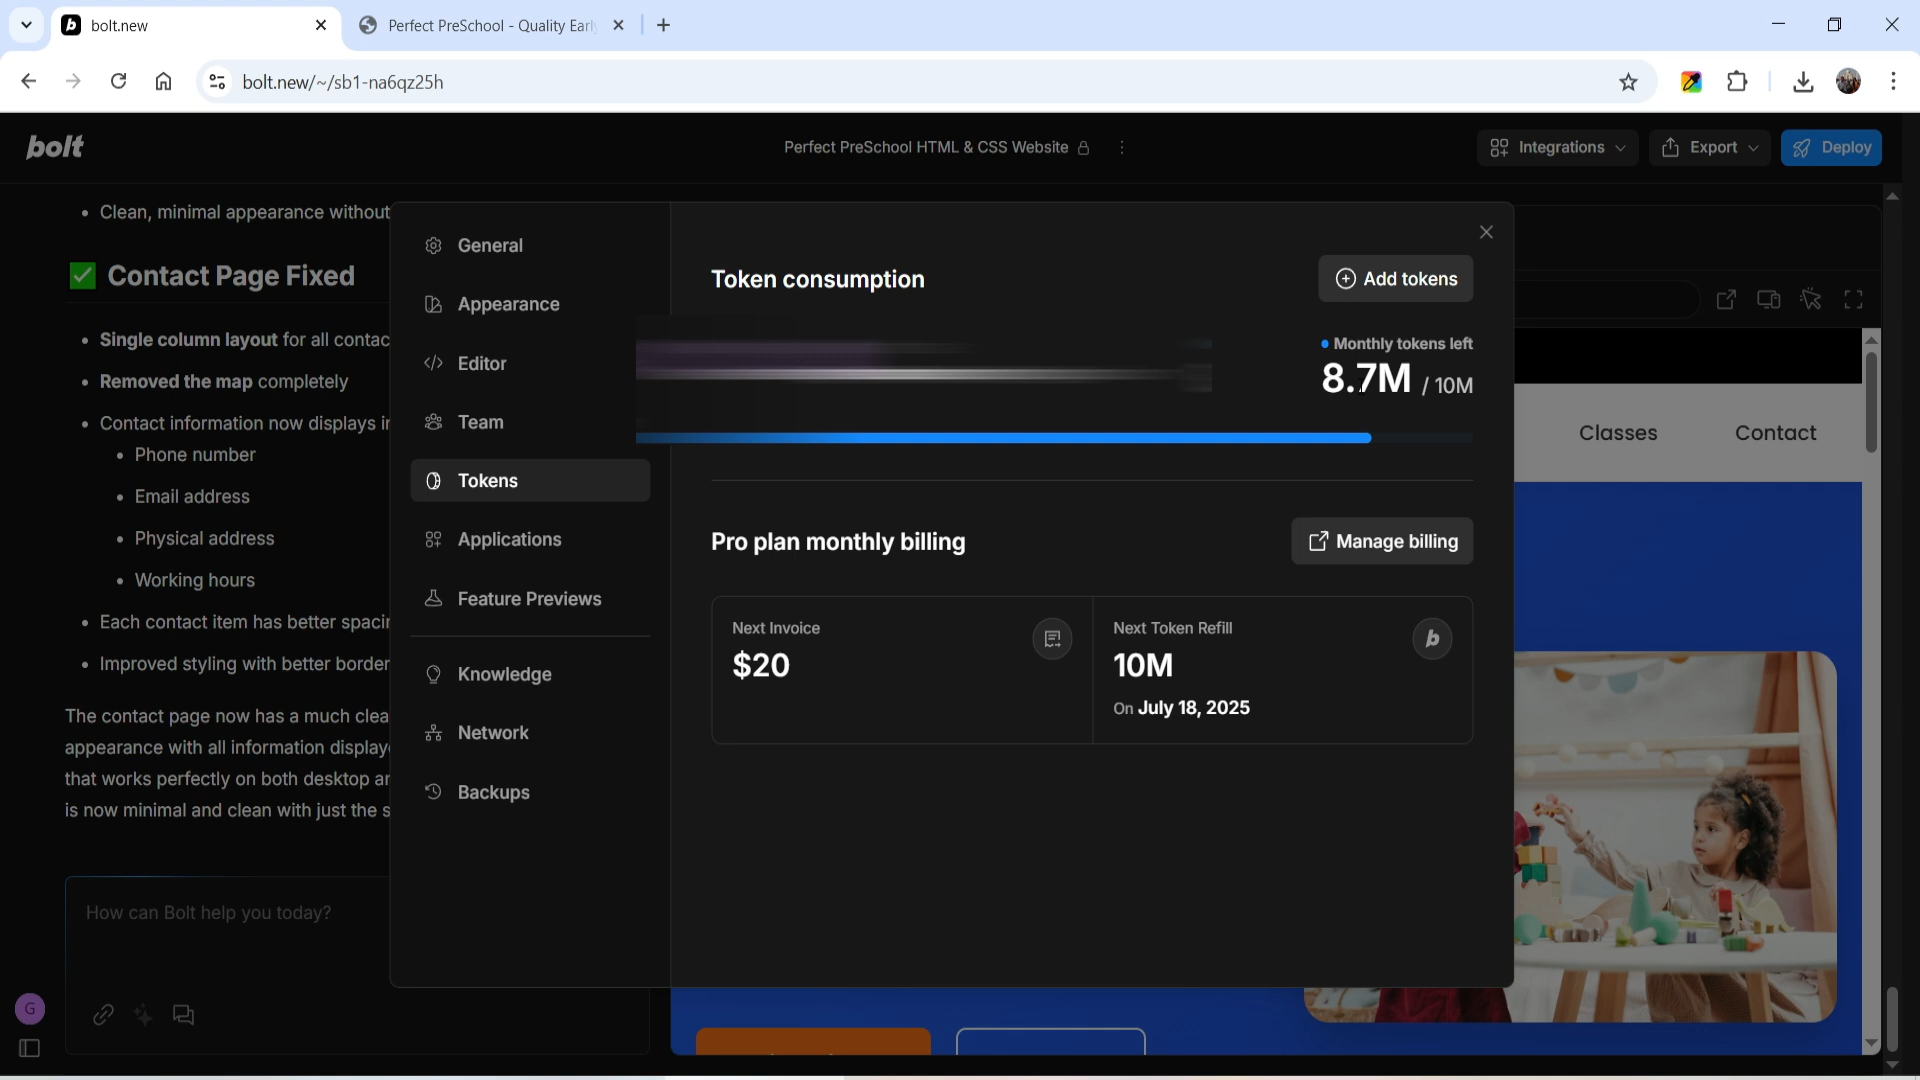 bolt.new
Perfect PreSchool - Quality Earl
bolt.new/~/sb1-na6qz25h
bolt
Perfect PreSchool HTML & CSS Website
Integrations
Export
Deploy
Clean, minimal appearance without
✅ Contact Page Fixed
Single column layout for all contac
Removed the map completely
Contact information now displays in
Phone number
Email address
Physical address
Working hours
Each contact item has better spacin
Improved styling with better border
The contact page now has a much clea
appearance with all information display
that works perfectly on both desktop an
is now minimal and clean with just the s
How can Bolt help you today?
G
General
Appearance
Editor
Team
Tokens
Applications
Feature Previews
Knowledge
Network
Backups
Token consumption
Add tokens
Monthly tokens left
8.7M / 10M
Pro plan monthly billing
Manage billing
Next Invoice
$20
Next Token Refill
10M
On July 18, 2025
b
Classes
Contact